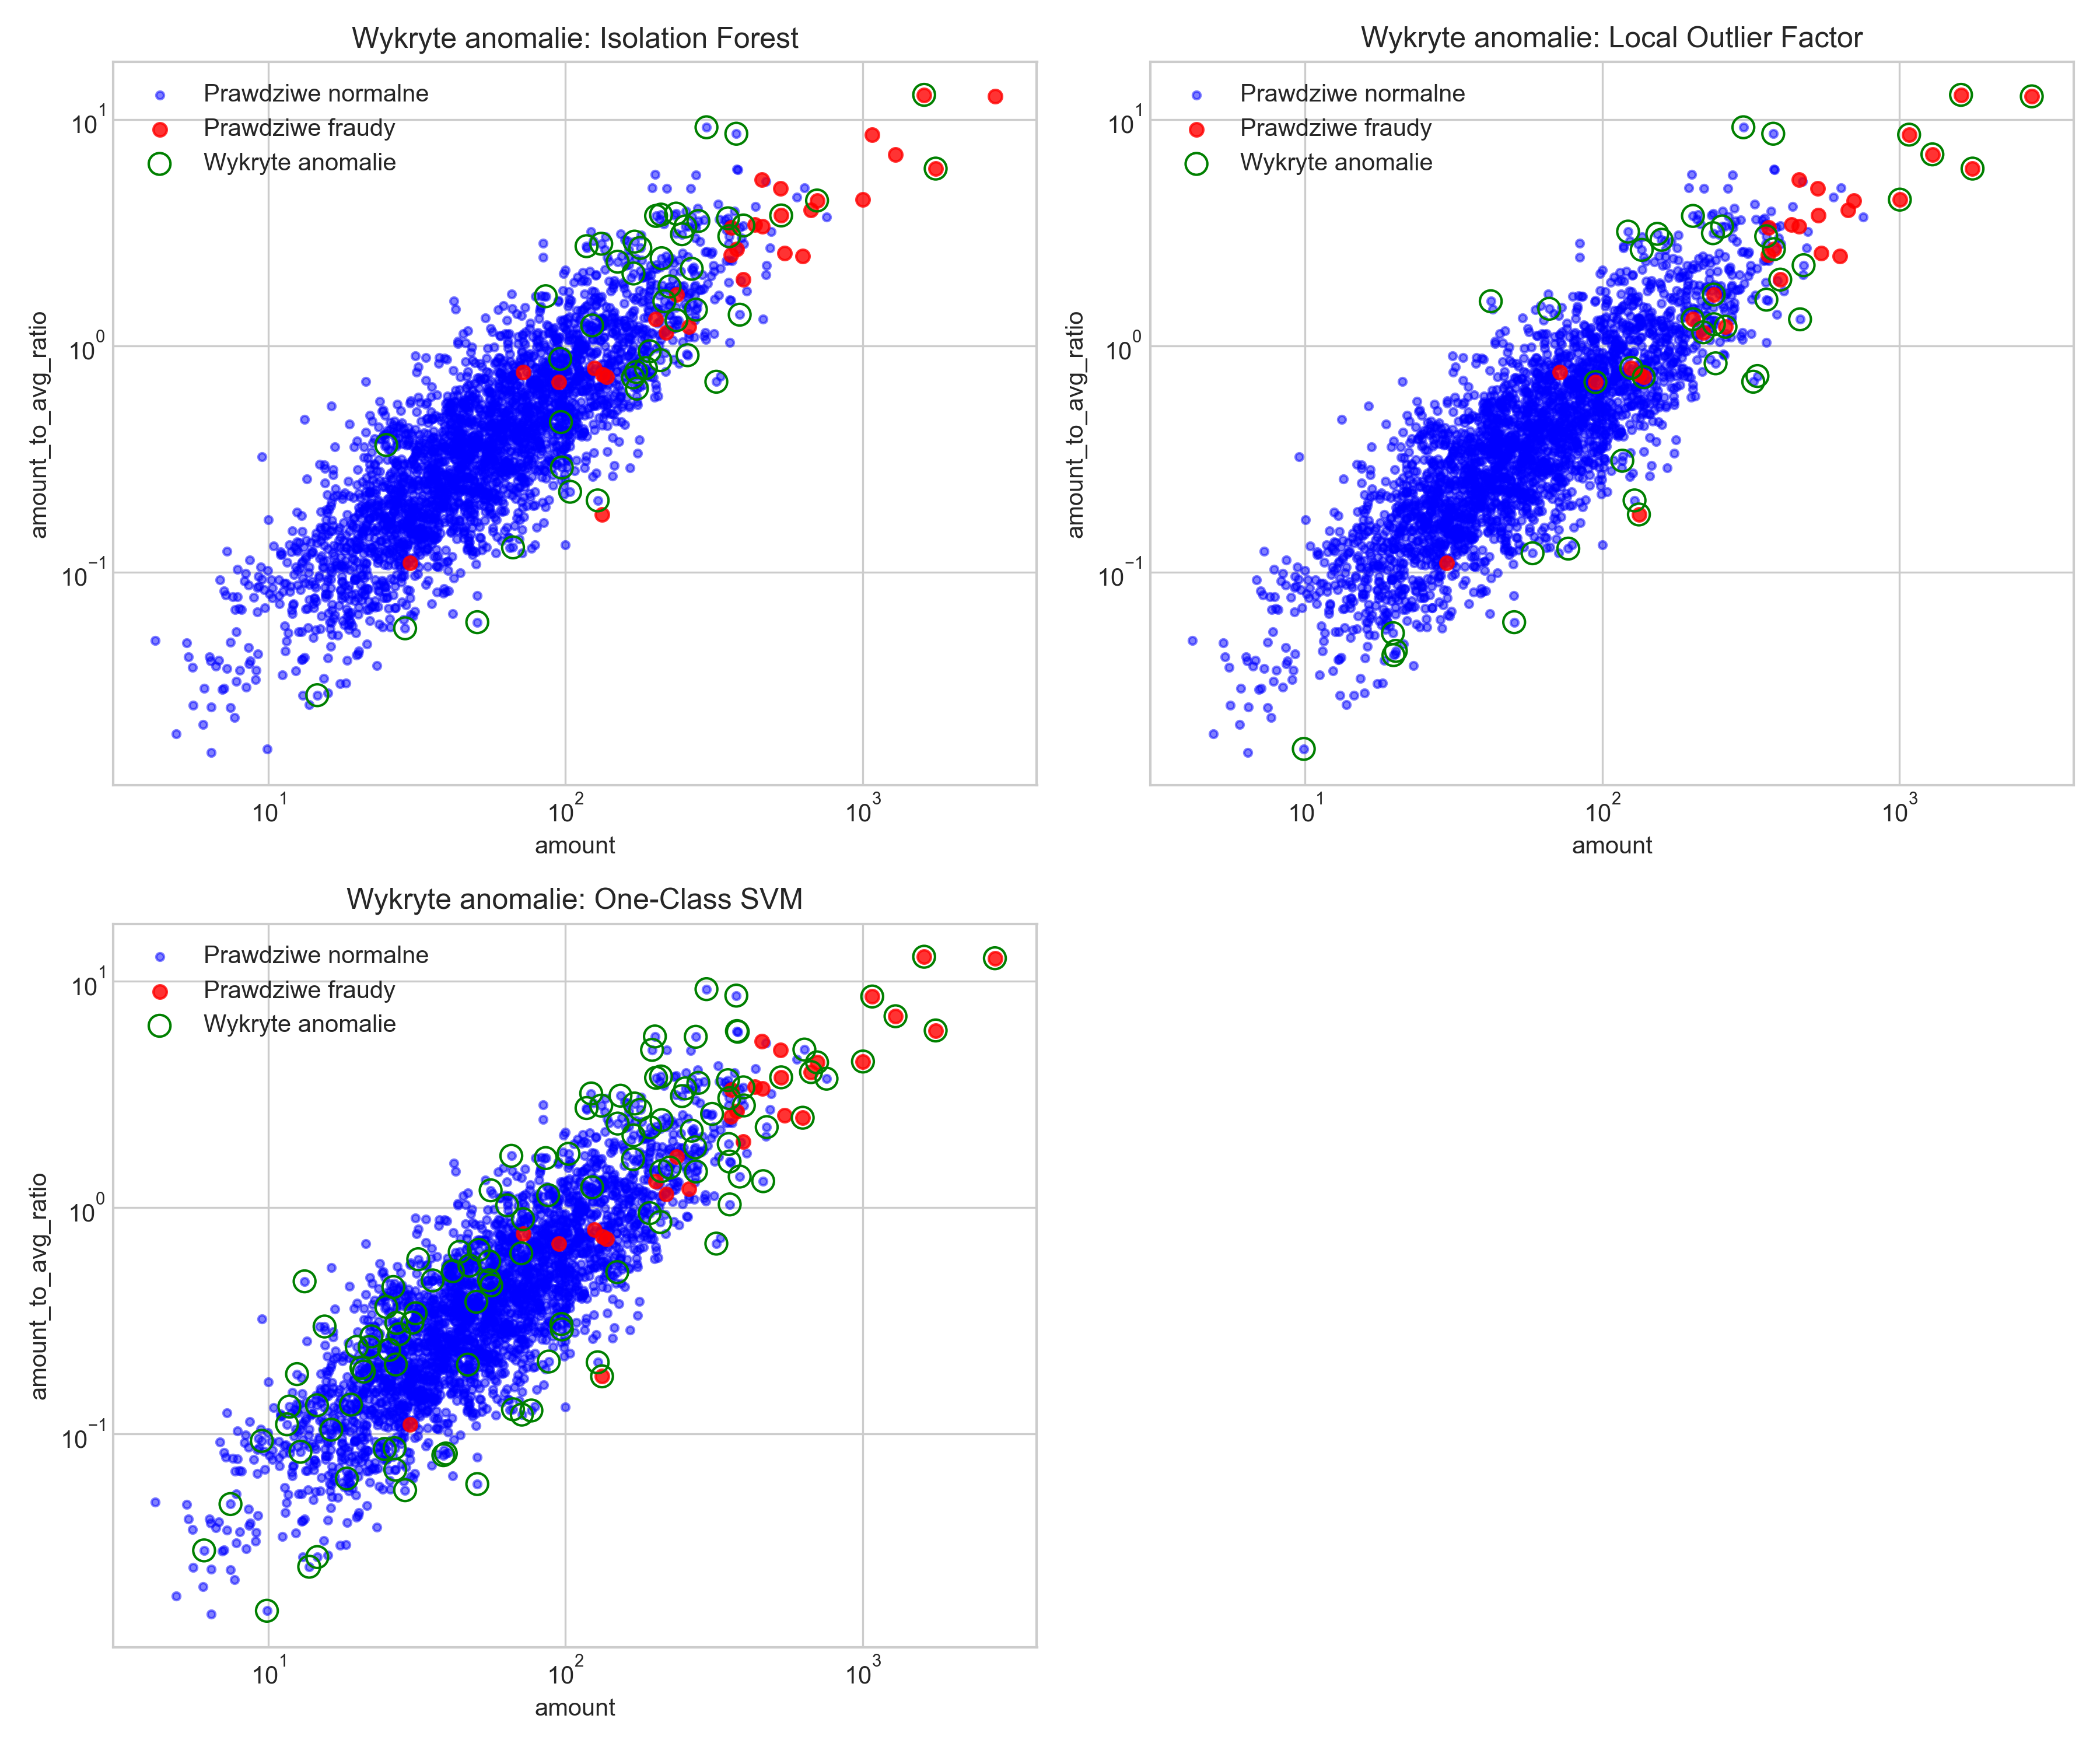 Wykryte anomalie: Isolation Forest
Prawdziwe normalne
Prawdziwe fraudy
Wykryte anomalie
10^1
10^0
10^-1
amount_to_avg_ratio
10^1
10^2
10^3
amount
Wykryte anomalie: Local Outlier Factor
Prawdziwe normalne
Prawdziwe fraudy
Wykryte anomalie
10^1
10^0
10^-1
amount_to_avg_ratio
10^1
10^2
10^3
amount
Wykryte anomalie: One-Class SVM
Prawdziwe normalne
Prawdziwe fraudy
Wykryte anomalie
10^1
10^0
10^-1
amount_to_avg_ratio
10^1
10^2
10^3
amount